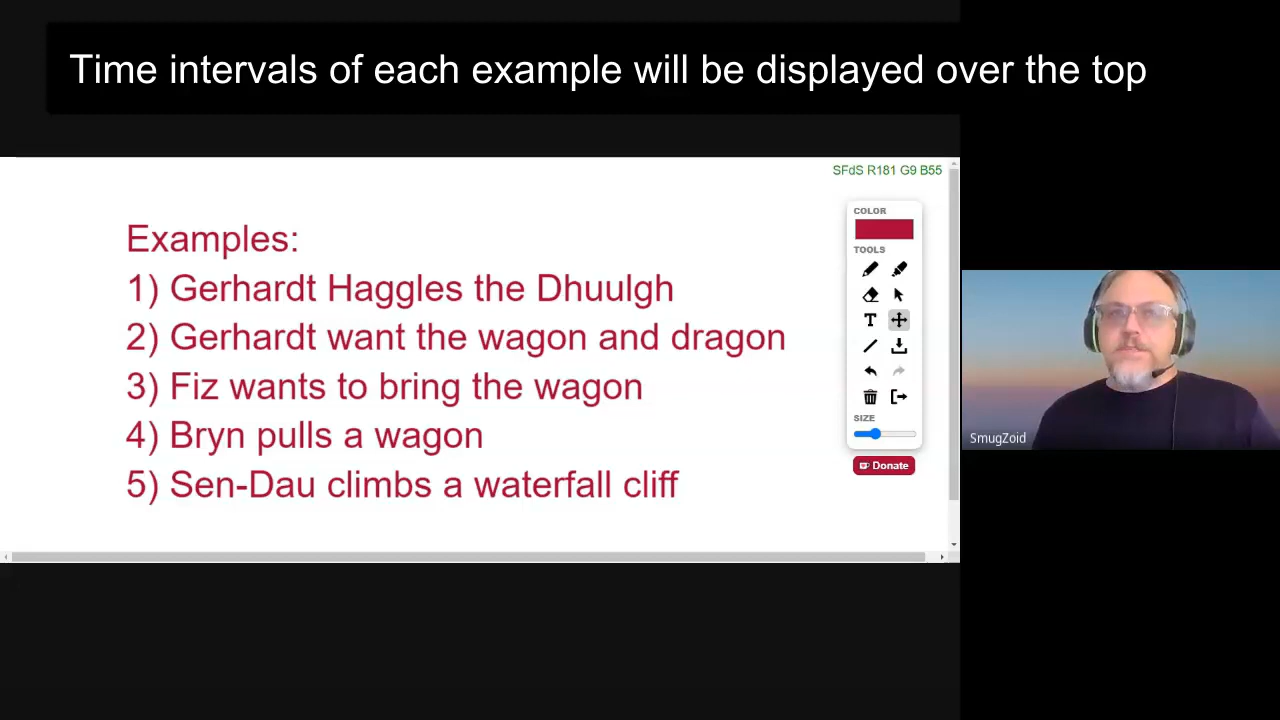 Time intervals of each example will be displayed over the top
SFdS R181 G9 B55
Examples:
1) Gerhardt Haggles the Dhuulgh
2) Gerhardt want the wagon and dragon
3) Fiz wants to bring the wagon
4) Bryn pulls a wagon
5) Sen-Dau climbs a waterfall cliff
COLOR
TOOLS
T
SIZE
Donate
SmugZoid